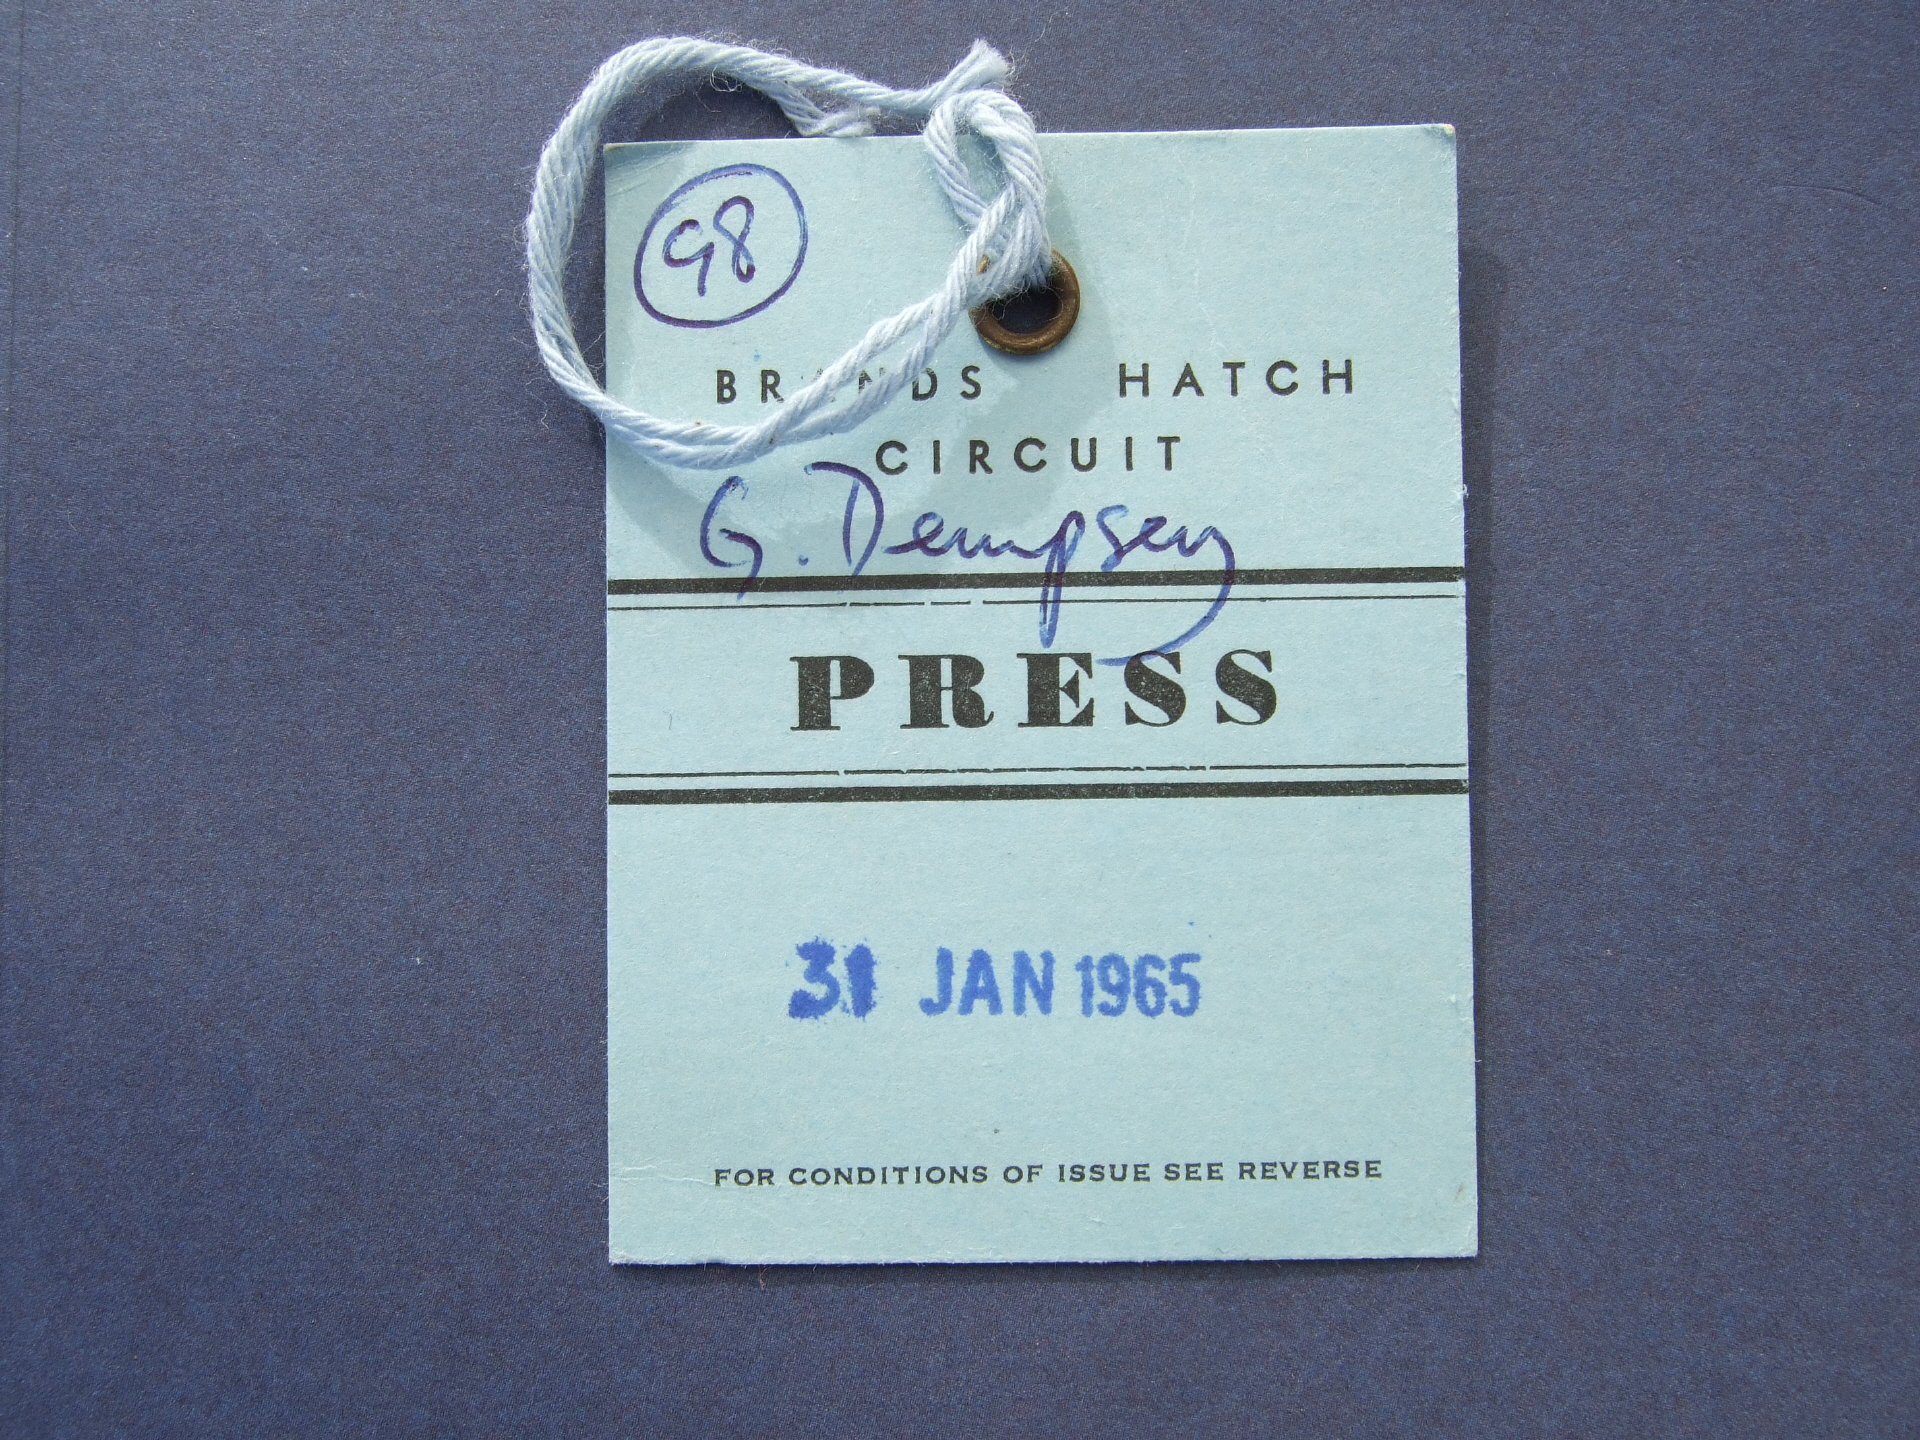 98
BRANDS HATCH
CIRCUIT
G. Dempsey
PRESS
31 JAN 1965
FOR CONDITIONS OF ISSUE SEE REVERSE